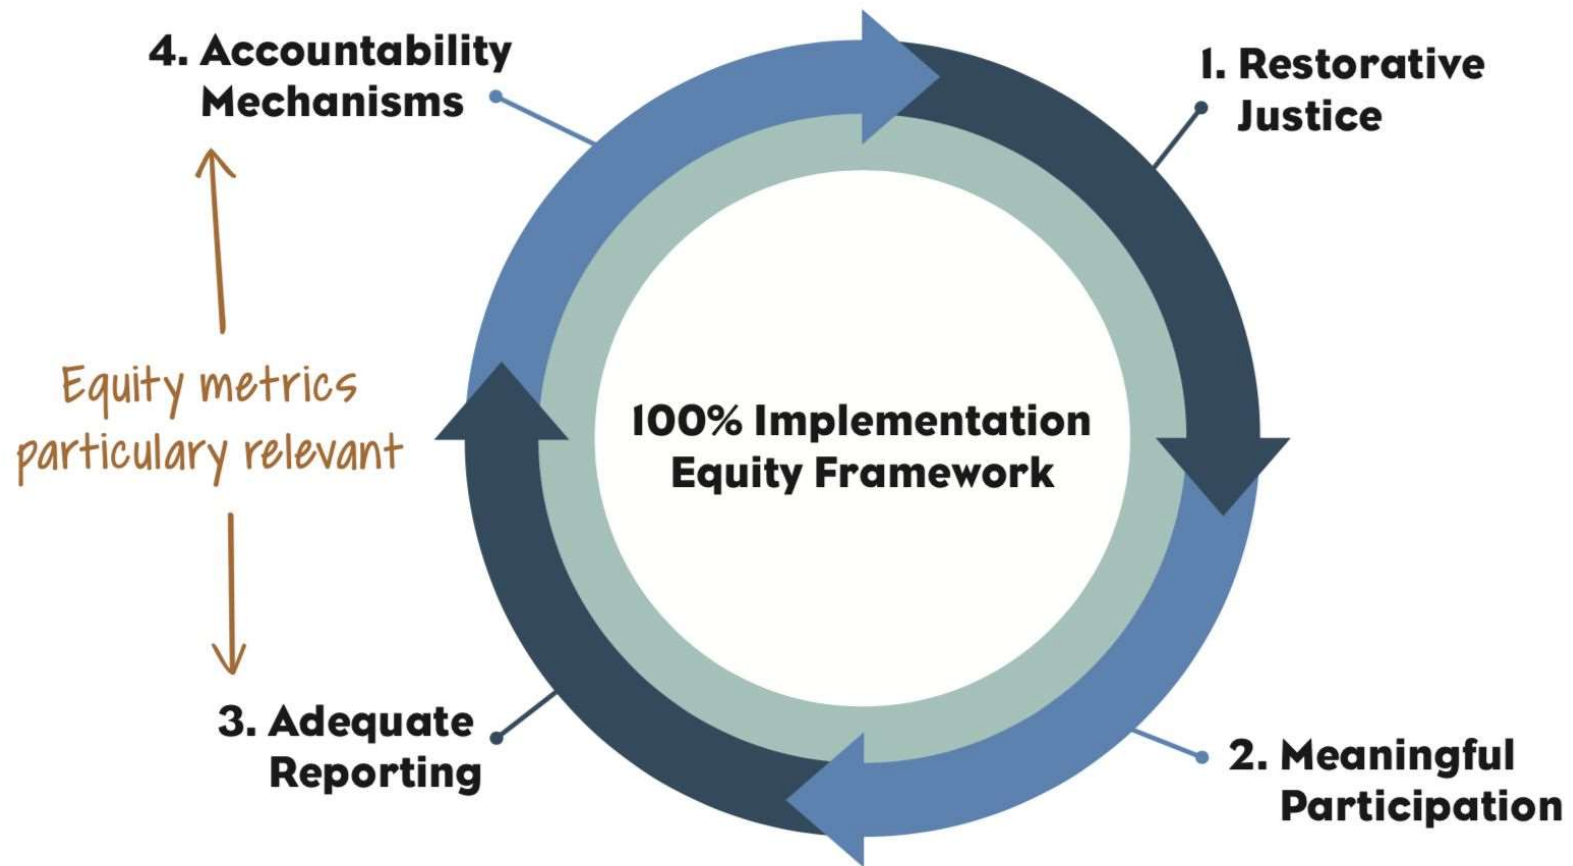 4. Accountability
Mechanisms
1. Restorative
Justice
Equity metrics
particulary relevant
100% Implementation
Equity Framework
3. Adequate
Reporting
2. Meaningful
Participation